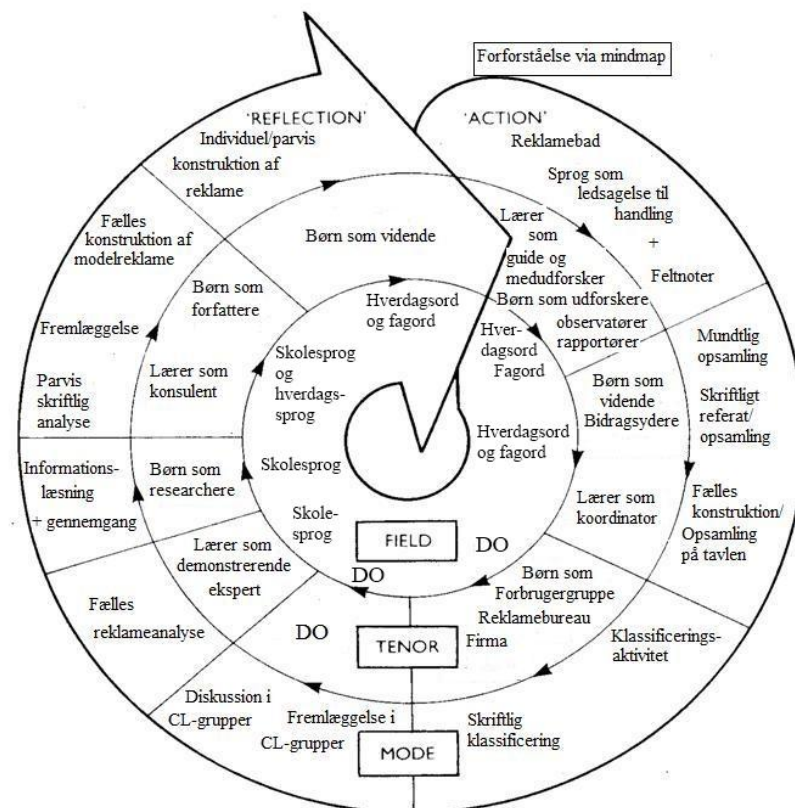 Forforståelse via mindmap
'REFLECTION'
'ACTION'
Reklamebad
Sprog som
ledsagelse til
handling
+
Feltnoter
Mundtlig
opsamling
Skriftligt
referat/
opsamling
Fælles
konstruktion/
Opsamling
på tavlen
Klassificerings-
aktivitet
Skriftlig
klassificering
MODE
Fremlæggelse i
CL-grupper
Diskussion i
CL-grupper
Fælles
reklameanalyse
Informations-
læsning
+ gennemgang
Parvis
skriftlig
analyse
Fremlæggelse
Fælles
konstruktion af
modelreklame
Individuel/parvis
konstruktion af
reklame
Børn som vidende
Lærer
som
guide og
medudforsker
Børn som udforskere
observatører
rapportører
Børn som
vidende
Bidragsydere
Lærer som
koordinator
Børn som
Forbrugergruppe
Reklamebureau
Firma
TENOR
DO
Lærer som
demonstrerende
ekspert
Børn som
researchere
Lærer som
konsulent
Børn som
forfattere
Hverdagsord
og fagord
Hver-
dagsord
Fagord
Hverdagsord
og fagord
DO
FIELD
DO
Skole-
sprog
Skolesprog
Skolesprog
og
hverdags-
sprog